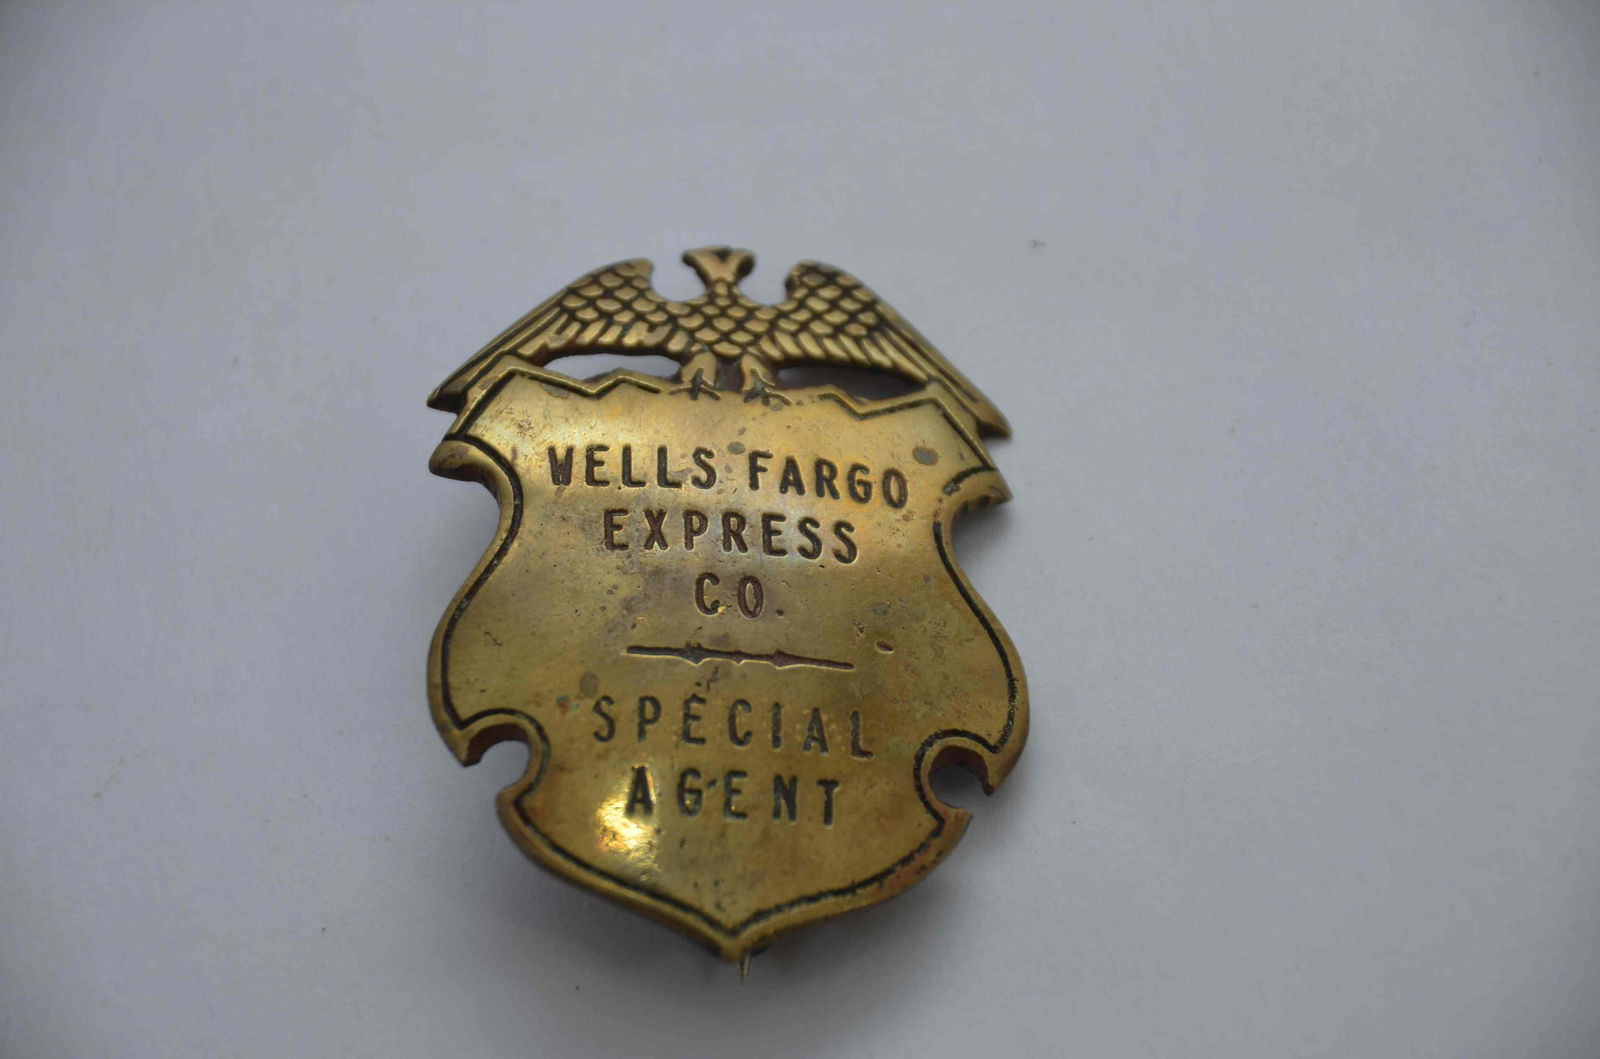 WELLS FARGO
EXPRESS
CO.
SPECIAL
AGENT